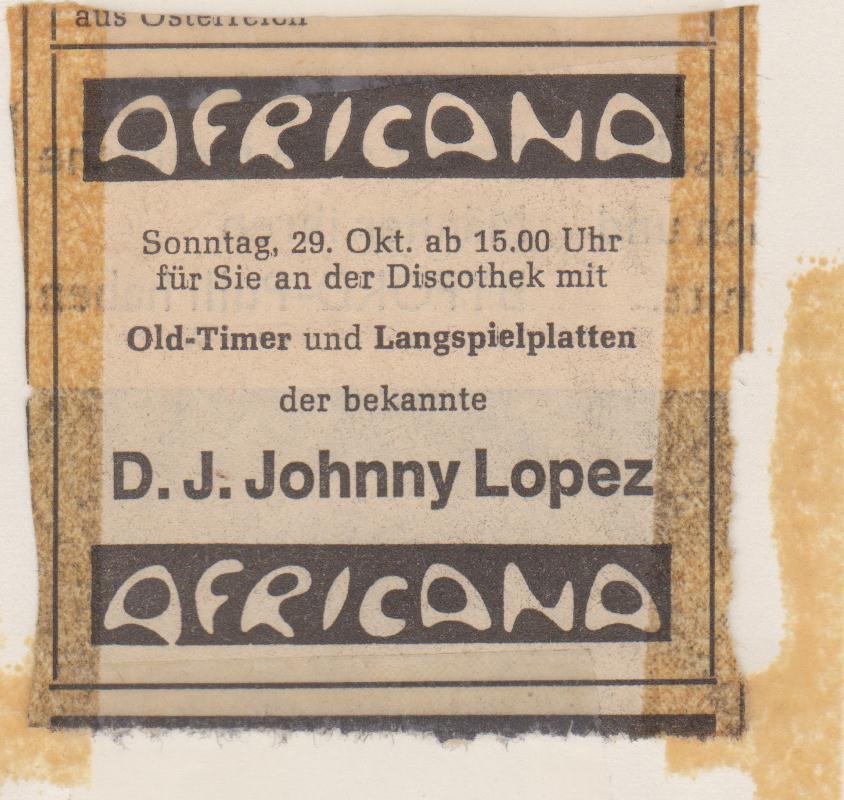 aus Österreich
AFRICANA
Sonntag, 29. Okt. ab 15.00 Uhr
für Sie an der Discothek mit
Old-Timer und Langspielplatten
der bekannte
D. J. Johnny Lopez
AFRICANA